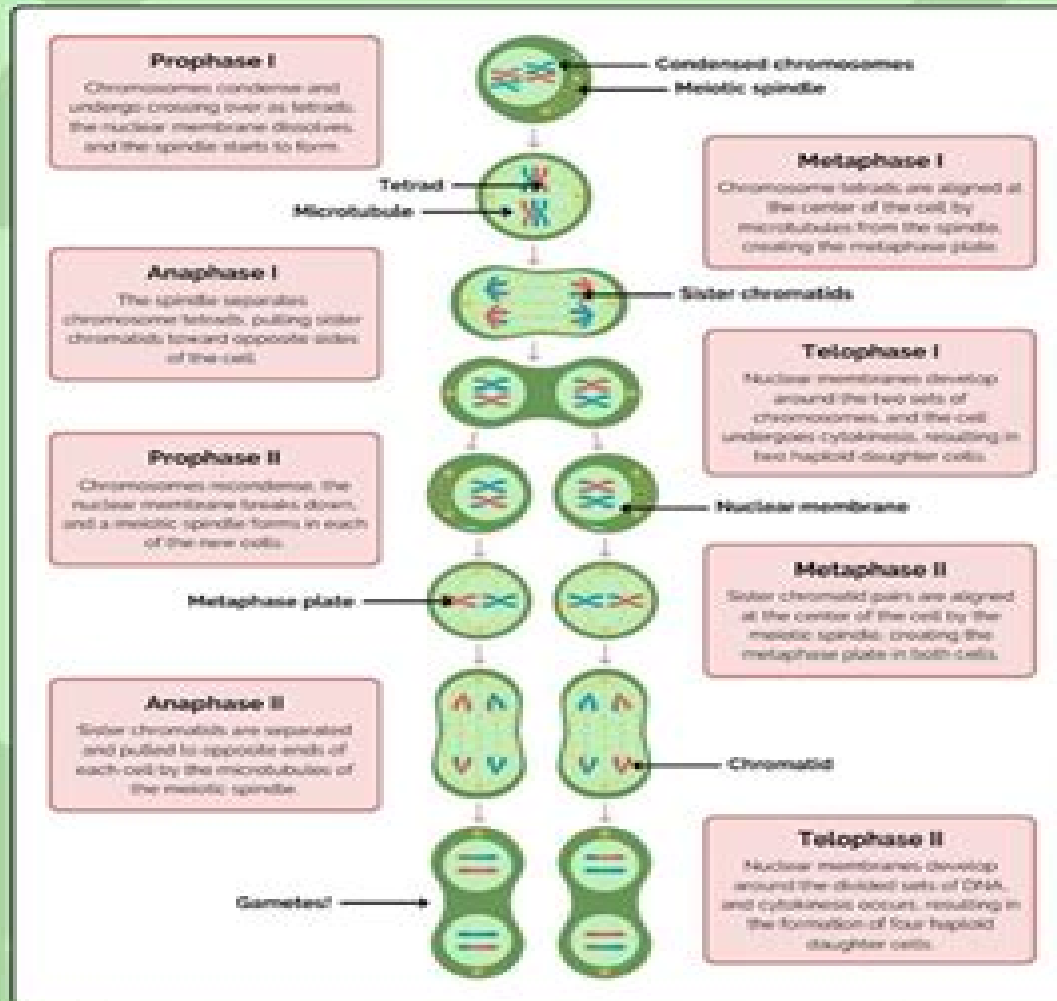 Prophase I
Chromosomes condense and
undergo crossing over as tetrads,
the nuclear membrane dissolves,
and the spindle starts to form.
Condensed chromosomes
Meiotic spindle
Tetrad
Microtubule
Metaphase I
Chromosome tetrads are aligned at
the center of the cell by
microtubules from the spindle,
creating the metaphase plate.
Anaphase I
The spindle separates
chromosome tetrads, pulling sister
chromatids toward opposite sides
of the cell.
Sister chromatids
Telophase I
Nuclear membranes develop
around the two sets of
chromosomes, and the cell
undergoes cytokinesis, resulting in
two haploid daughter cells.
Prophase II
Chromosomes recondense, the
nuclear membrane breaks down,
and a meiotic spindle forms in each
of the new cells.
Nuclear membrane
Metaphase plate
Metaphase II
Sister chromatid pairs are aligned
at the center of the cell by the
meiotic spindle, creating the
metaphase plate in both cells.
Anaphase II
Sister chromatids are separated
and pulled to opposite ends of
each cell by the microtubules of
the meiotic spindle.
Chromatid
Telophase II
Nuclear membranes develop
around the divided sets of DNA,
and cytokinesis occurs, resulting in
the formation of four haploid
daughter cells.
Gametes!